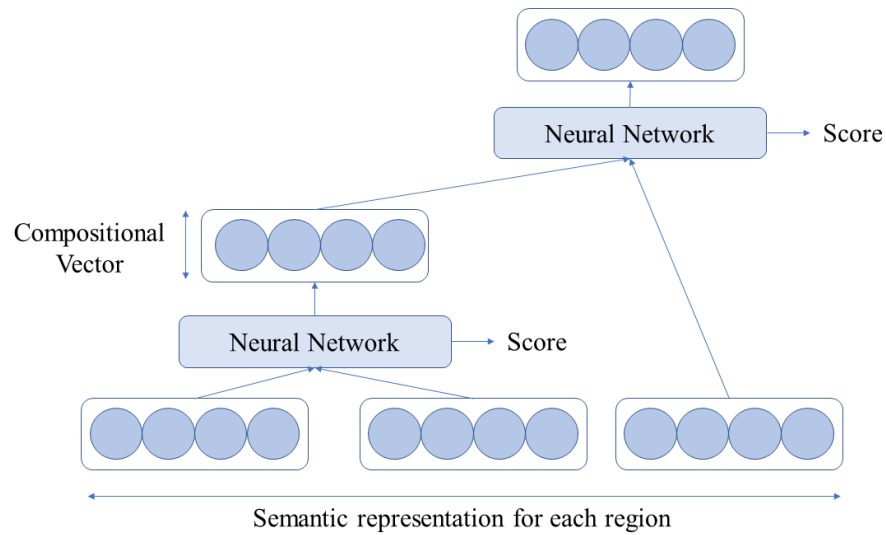 Neural Network
Score
Compositional
Vector
Neural Network
Score
Semantic representation for each region